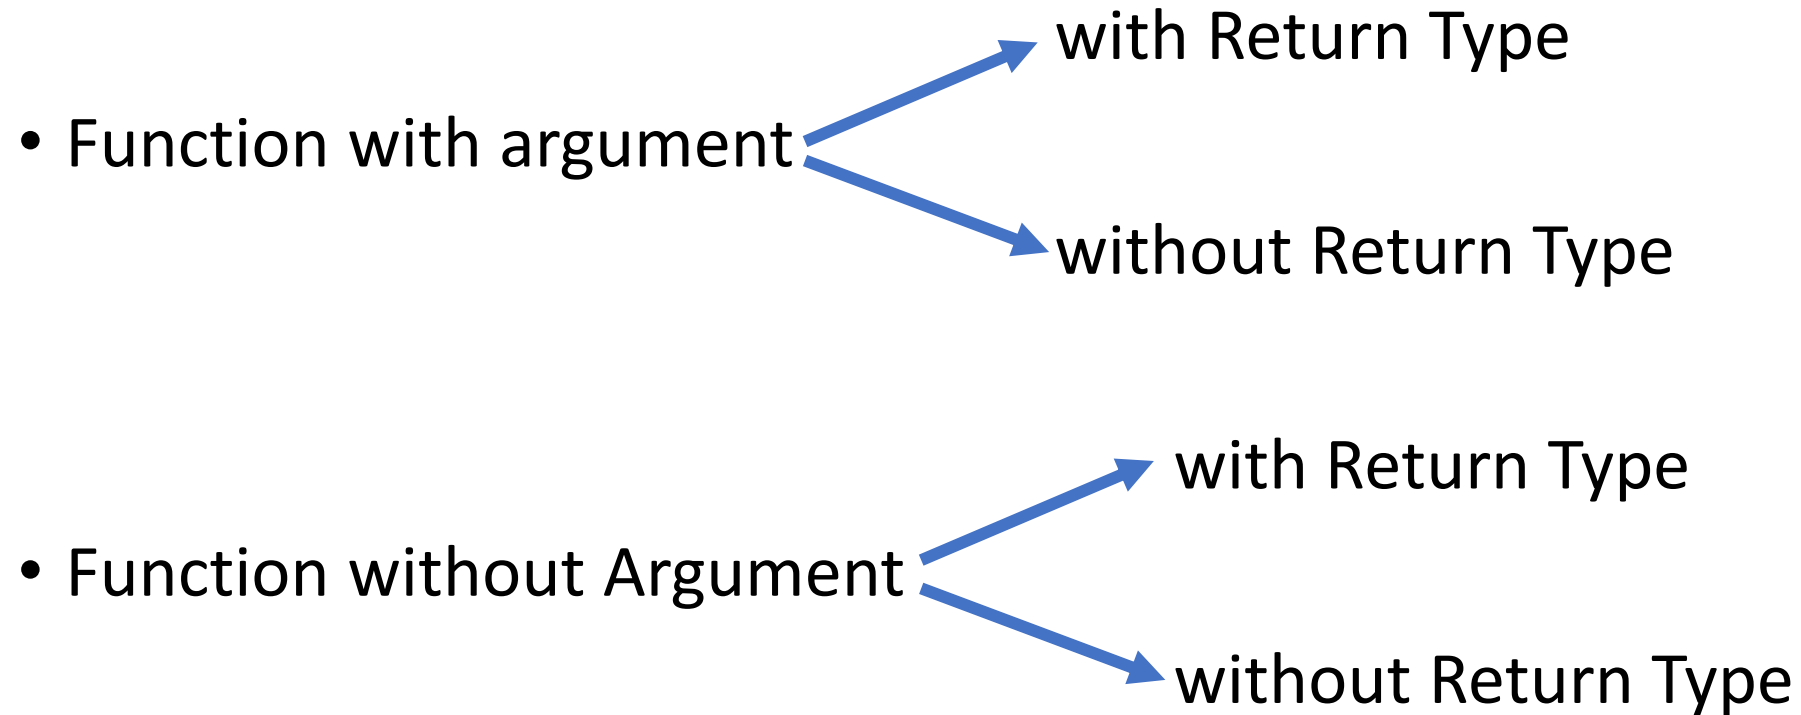 with Return Type
• Function with argument
without Return Type
with Return Type
• Function without Argument
without Return Type